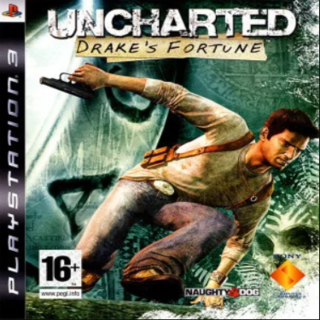 PLAYSTATION 3
UNCHARTED
DRAKE'S FORTUNE
16+
www.pegi.info
NAUGHTY DOG
SONY